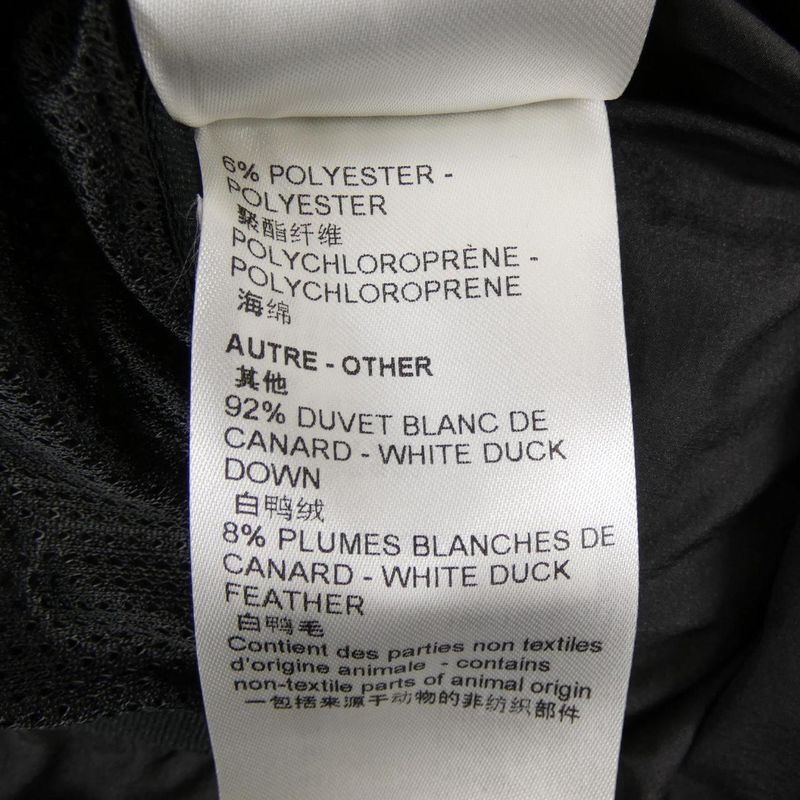 6% POLYESTER -
POLYESTER
聚酯纤维
POLYCHLOROPRÈNE -
POLYCHLOROPRENE
海绵
AUTRE - OTHER
其他
92% DUVET BLANC DE
CANARD - WHITE DUCK
DOWN
白鸭绒
8% PLUMES BLANCHES DE
CANARD - WHITE DUCK
FEATHER
白鸭毛
Contient des parties non textiles
d'origine animale - contains
non-textile parts of animal origin
一包括来源于动物的非纺织部件